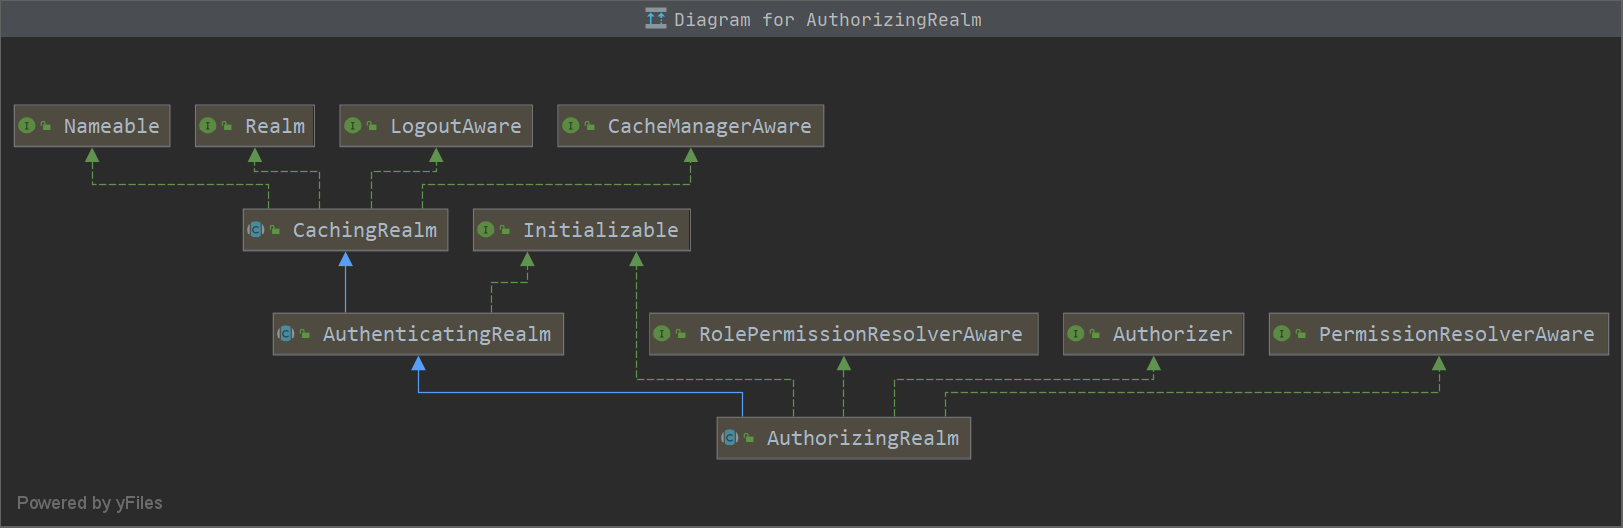 Diagram for AuthorizingRealm
Nameable
Realm
LogoutAware
CacheManagerAware
CachingRealm
Initializable
AuthenticatingRealm
RolePermissionResolverAware
Authorizer
PermissionResolverAware
AuthorizingRealm
Powered by yFiles